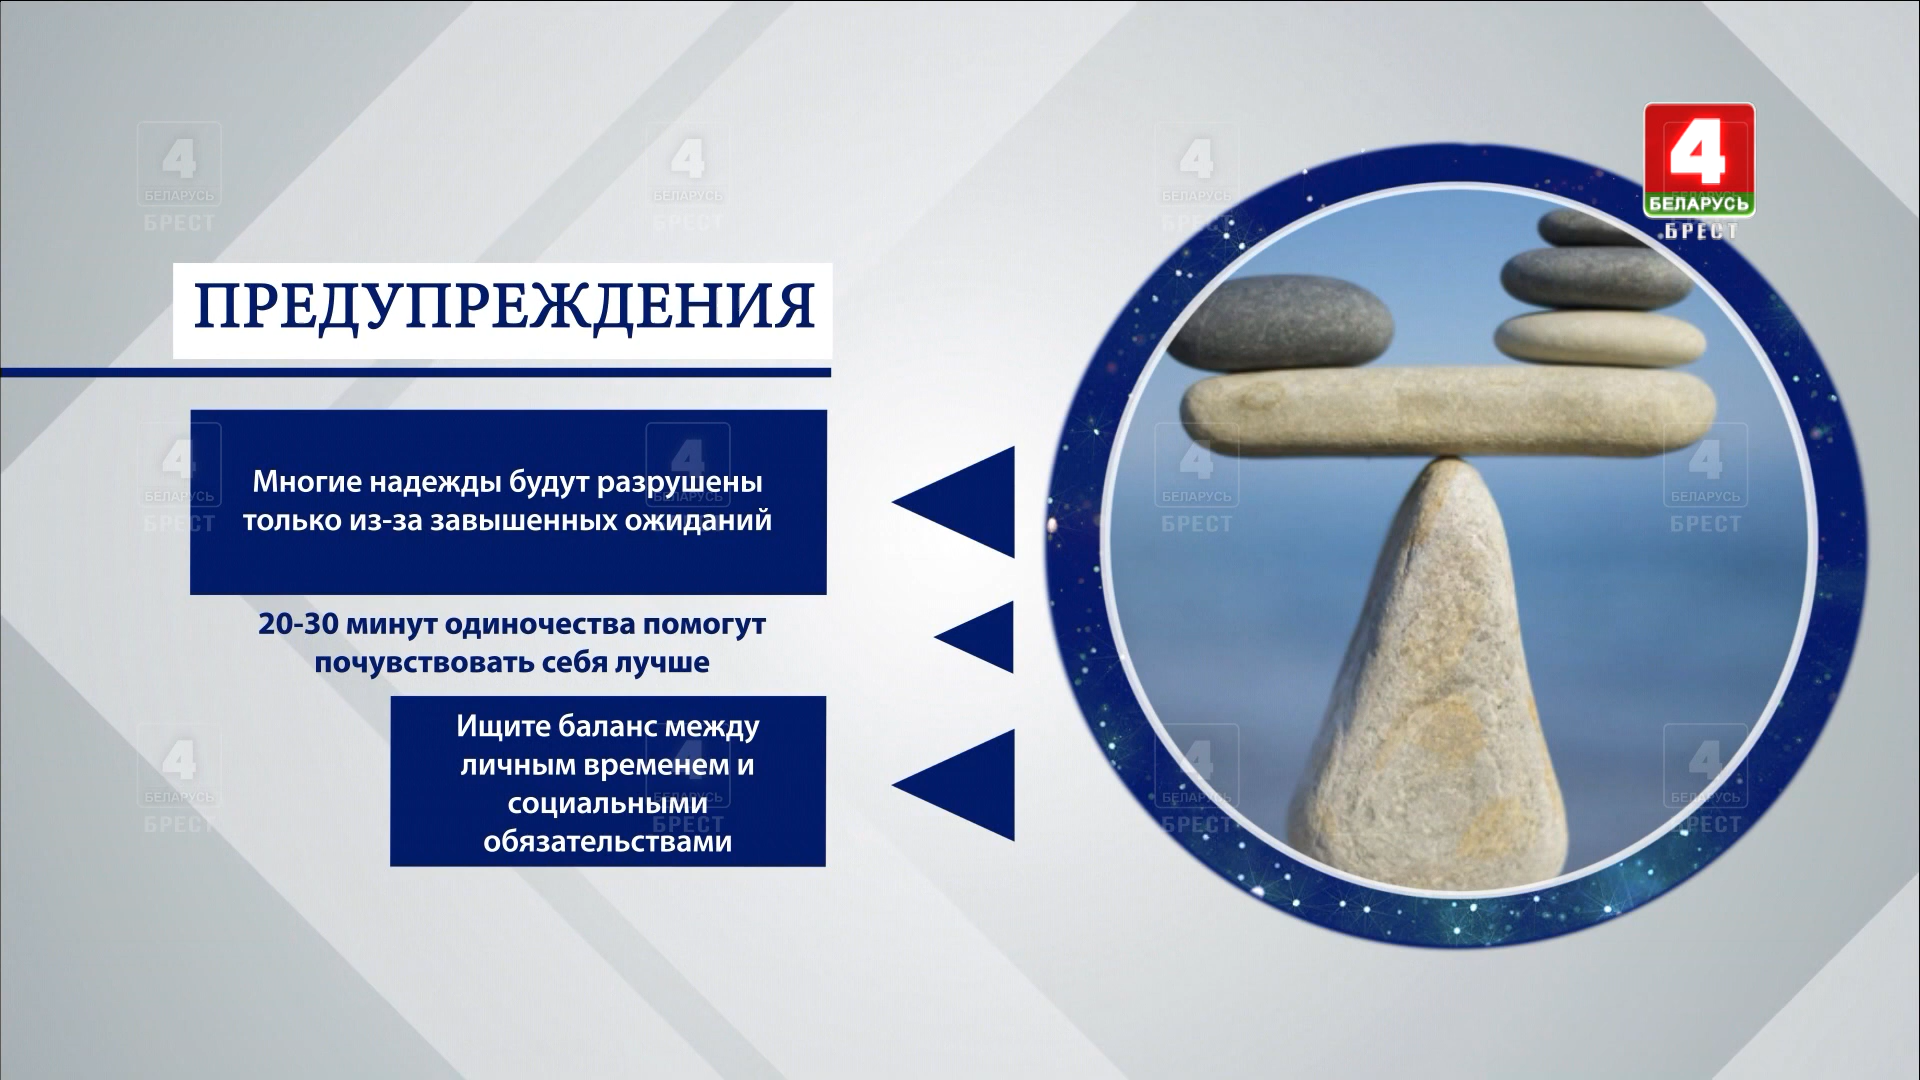 4
БЕЛАРУСЬ
БРЕСТ
ПРЕДУПРЕЖДЕНИЯ
Многие надежды будут разрушены
только из-за завышенных ожиданий
20-30 минут одиночества помогут
почувствовать себя лучше
Ищите баланс между
личным временем и
социальными
обязательствами